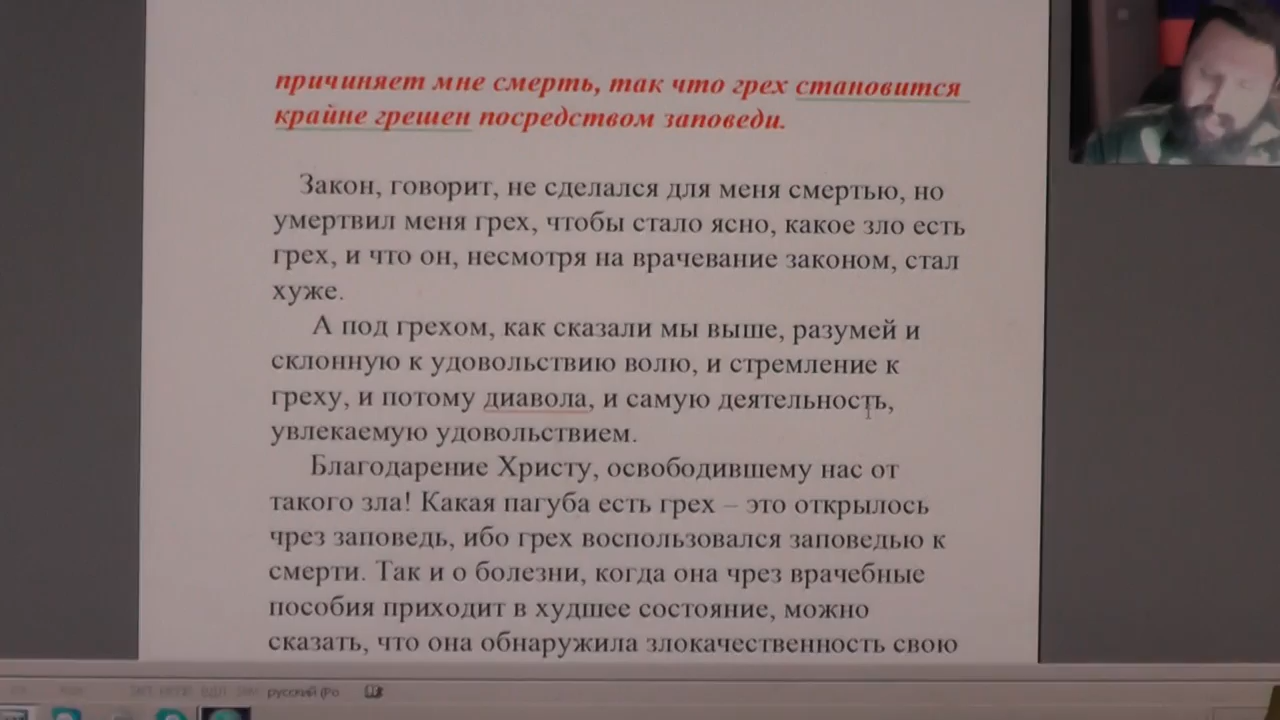 причиняет мне смерть, так что грех становится
крайне грешен посредством заповеди.
Закон, говорит, не сделался для меня смертью, но
умертвил меня грех, чтобы стало ясно, какое зло есть
грех, и что он, несмотря на врачевание законом, стал
хуже.
А под грехом, как сказали мы выше, разумей и
склонную к удовольствию волю, и стремление к
греху, и потому диавола, и самую деятельность,
увлекаемую удовольствием.
Благодарение Христу, освободившему нас от
такого зла! Какая пагуба есть грех – это открылось
чрез заповедь, ибо грех воспользовался заповедью к
смерти. Так и о болезни, когда она чрез врачебные
пособия приходит в худшее состояние, можно
сказать, что она обнаружила злокачественность свою
русский (Ро